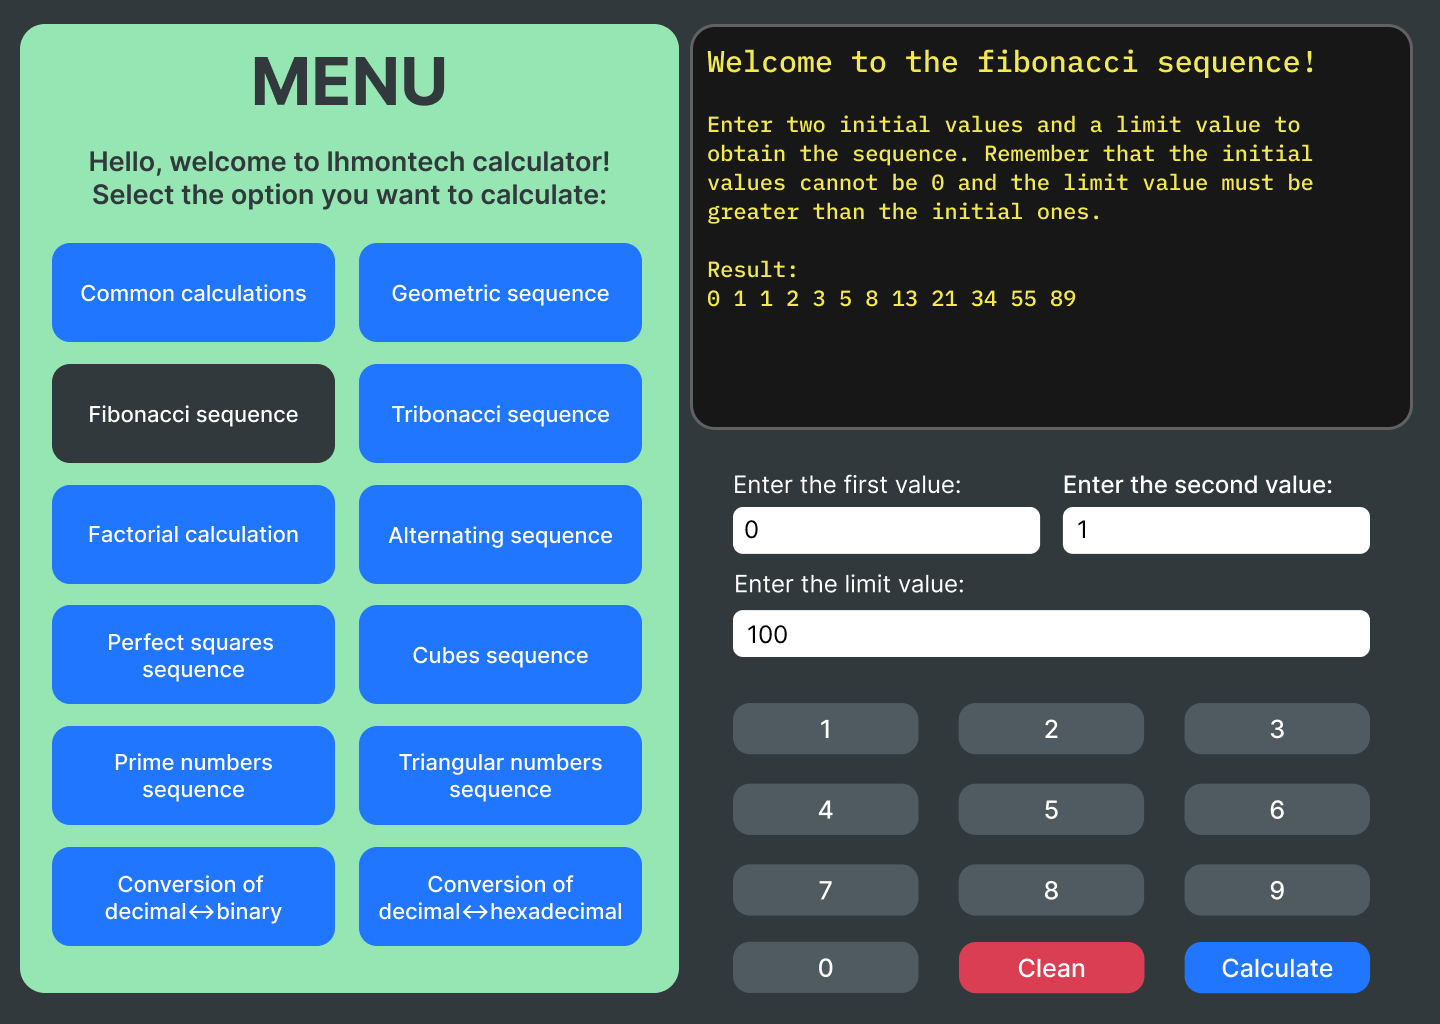 MENU
Hello, welcome to lhmontech calculator!
Select the option you want to calculate:
Common calculations
Geometric sequence
Fibonacci sequence
Tribonacci sequence
Factorial calculation
Alternating sequence
Perfect squares
sequence
Cubes sequence
Prime numbers
sequence
Triangular numbers
sequence
Conversion of
decimal↔binary
Conversion of
decimal↔hexadecimal
Welcome to the fibonacci sequence!
Enter two initial values and a limit value to
obtain the sequence. Remember that the initial
values cannot be 0 and the limit value must be
greater than the initial ones.
Result:
0 1 1 2 3 5 8 13 21 34 55 89
Enter the first value:
0
Enter the second value:
1
Enter the limit value:
100
1 2 3
4 5 6
7 8 9
0 Clean Calculate